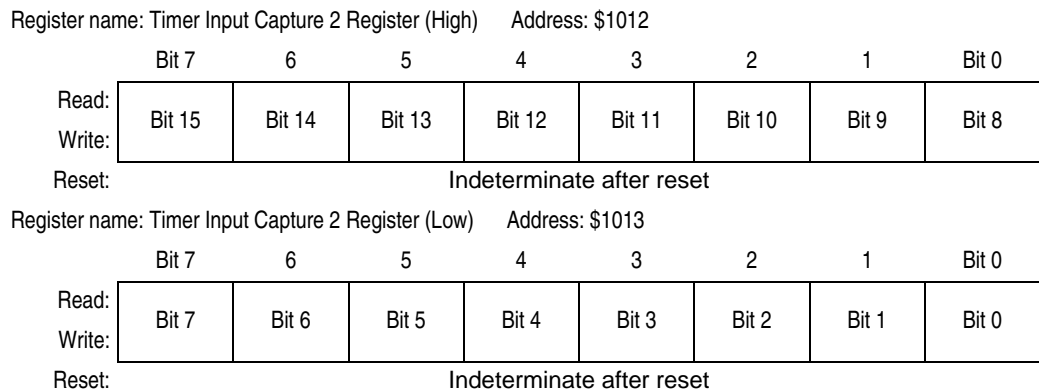 Register name: Timer Input Capture 2 Register (High) Address: $1012
Bit 7 6 5 4 3 2 1 Bit 0
Read:
Bit 15 Bit 14 Bit 13 Bit 12 Bit 11 Bit 10 Bit 9 Bit 8
Write:
Reset: Indeterminate after reset
Register name: Timer Input Capture 2 Register (Low) Address: $1013
Bit 7 6 5 4 3 2 1 Bit 0
Read:
Bit 7 Bit 6 Bit 5 Bit 4 Bit 3 Bit 2 Bit 1 Bit 0
Write:
Reset: Indeterminate after reset